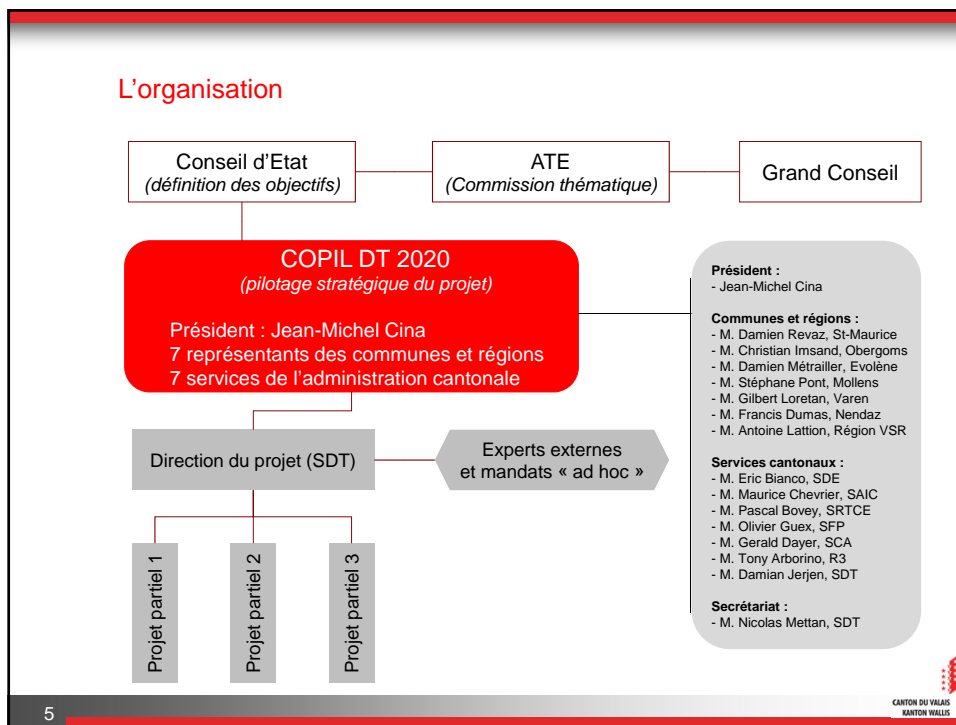 L'organisation
Conseil d'Etat
(définition des objectifs)
ATE
(Commission thématique)
Grand Conseil
COPIL DT 2020
(pilotage stratégique du projet)
Président : Jean-Michel Cina
7 représentants des communes et régions
7 services de l'administration cantonale
Président :
- Jean-Michel Cina
Communes et régions :
- M. Damien Revaz, St-Maurice
- M. Christian Imsand, Obergoms
- M. Damien Métrailler, Evolène
- M. Stéphane Pont, Mollens
- M. Gilbert Loretan, Varen
- M. Francis Dumas, Nendaz
- M. Antoine Lattion, Région VSR
Services cantonaux :
- M. Eric Bianco, SDE
- M. Maurice Chevrier, SAIC
- M. Pascal Bovey, SRTCE
- M. Olivier Guex, SFP
- M. Gerald Dayer, SCA
- M. Tony Arborino, R3
- M. Damian Jerjen, SDT
Secrétariat :
- M. Nicolas Mettan, SDT
Direction du projet (SDT)
Experts externes
et mandats « ad hoc »
Projet partiel 1
Projet partiel 2
Projet partiel 3
5
CANTON DU VALAIS
KANTON WALLIS